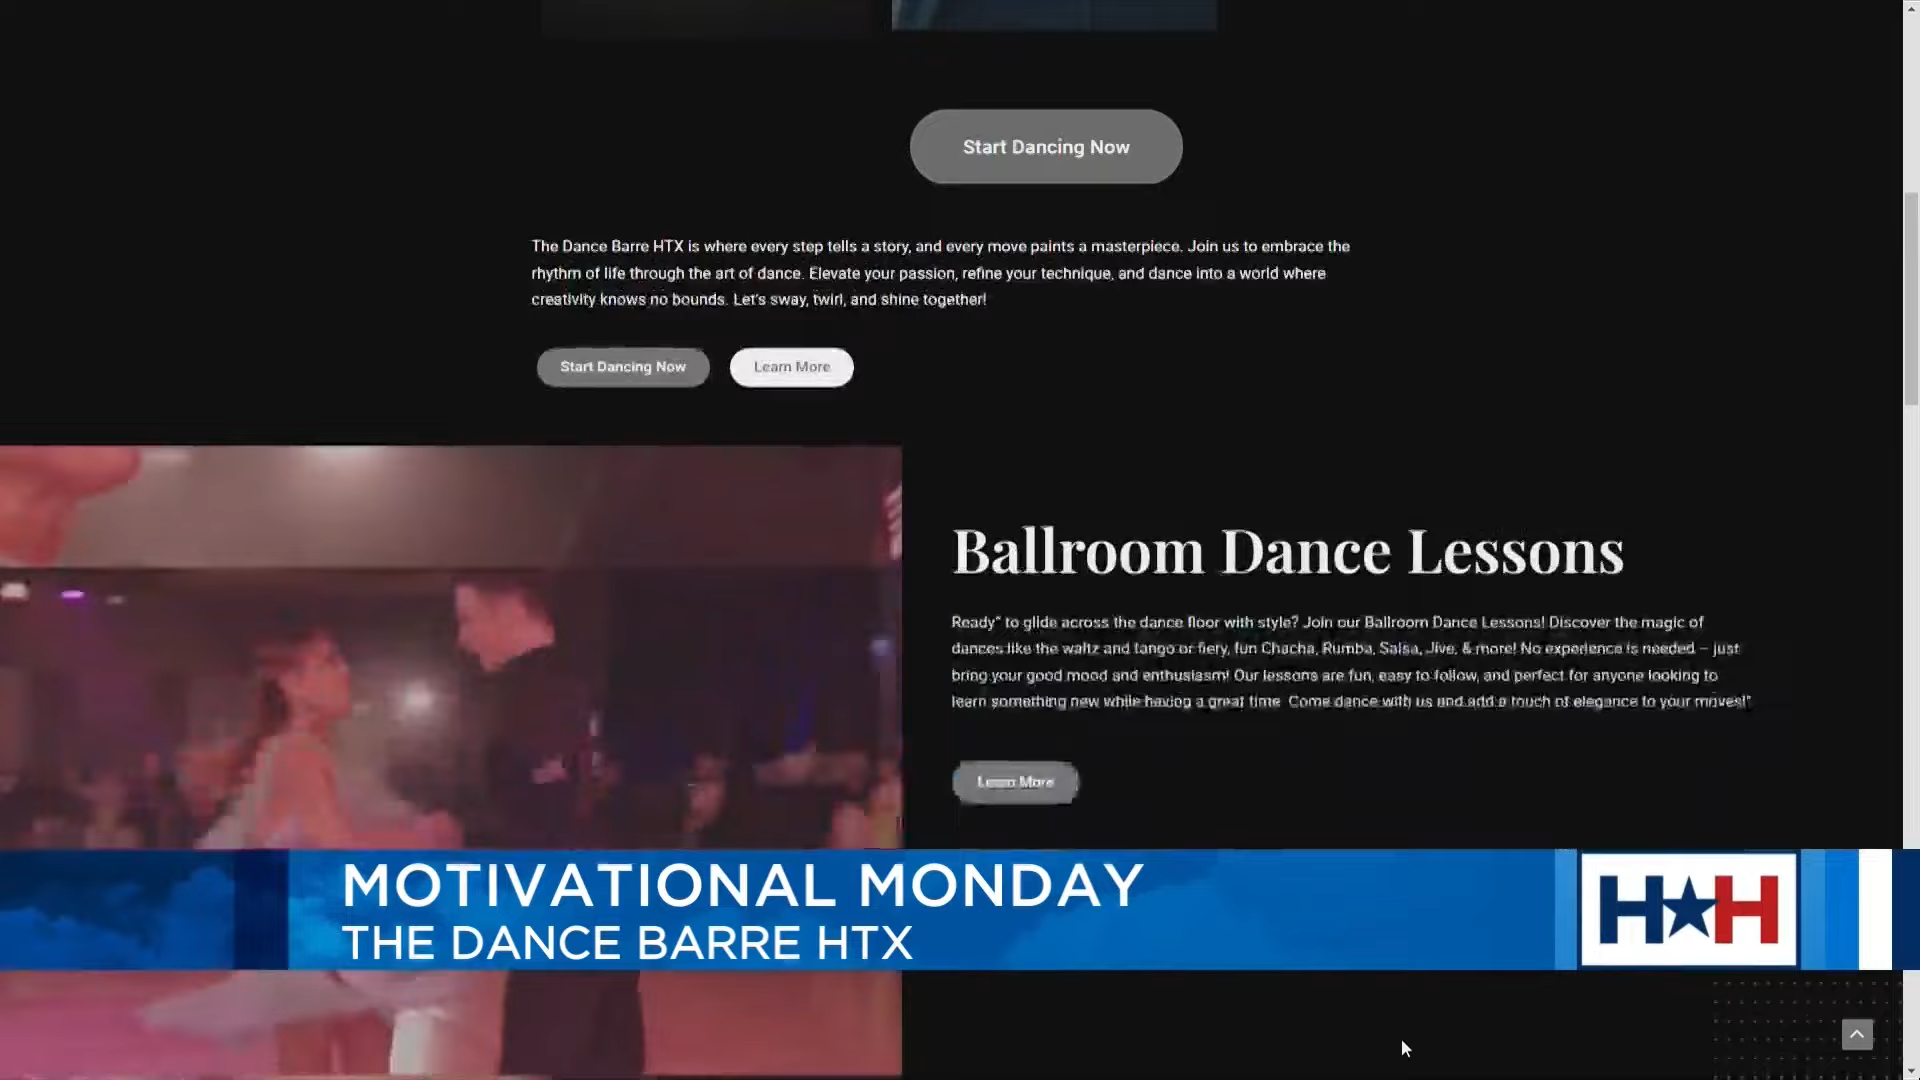 Start Dancing Now
The Dance Barre HTX is where every step tells a story, and every move paints a masterpiece. Join us to embrace the
rhythm of life through the art of dance. Elevate your passion, refine your technique, and dance into a world where
creativity knows no bounds. Let's sway, twirl, and shine together!
Start Dancing Now
Learn More
Ballroom Dance Lessons
Ready" to glide across the dance floor with style? Join our Ballroom Dance Lessons! Discover the magic of
dances like the waltz and tango or fiery, fun Chacha, Rumba, Salsa, Jive, & more! No experience is needed – just
bring your good mood and enthusiasm! Our lessons are fun, easy to follow, and perfect for anyone looking to
learn something new while having a great time. Come dance with us and add a touch of elegance to your moves!"
Learn More
MOTIVATIONAL MONDAY
THE DANCE BARRE HTX
H★H